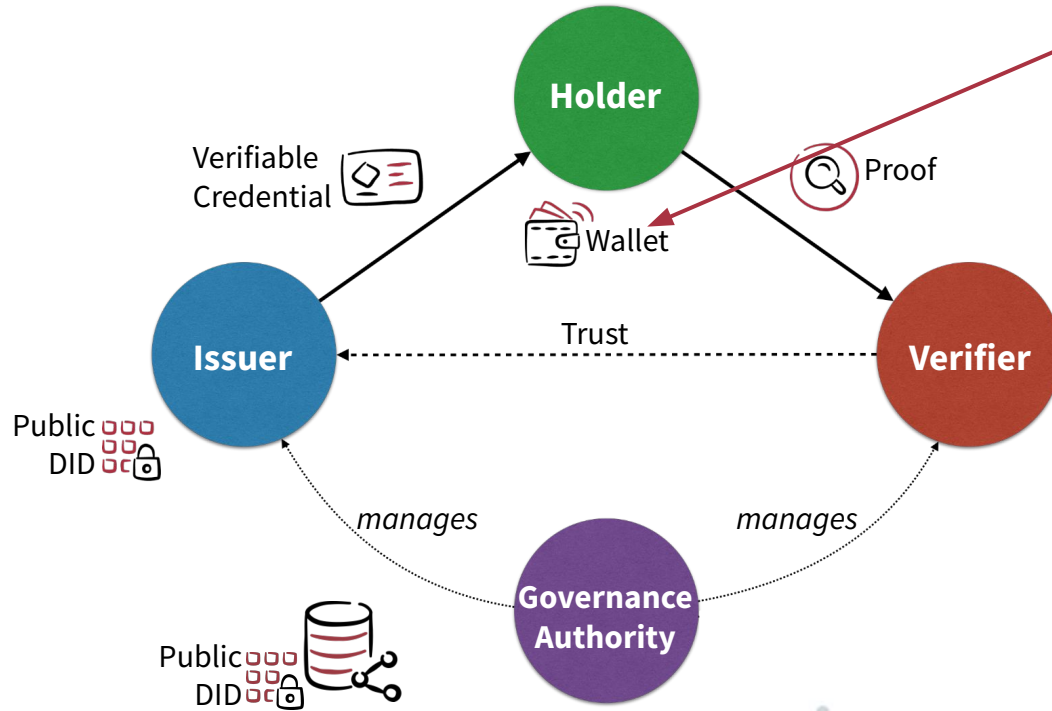 Holder
Verifiable
Credential
Proof
Wallet
Trust
Issuer
Verifier
Public
DID
manages
manages
Governance
Authority
Public
DID